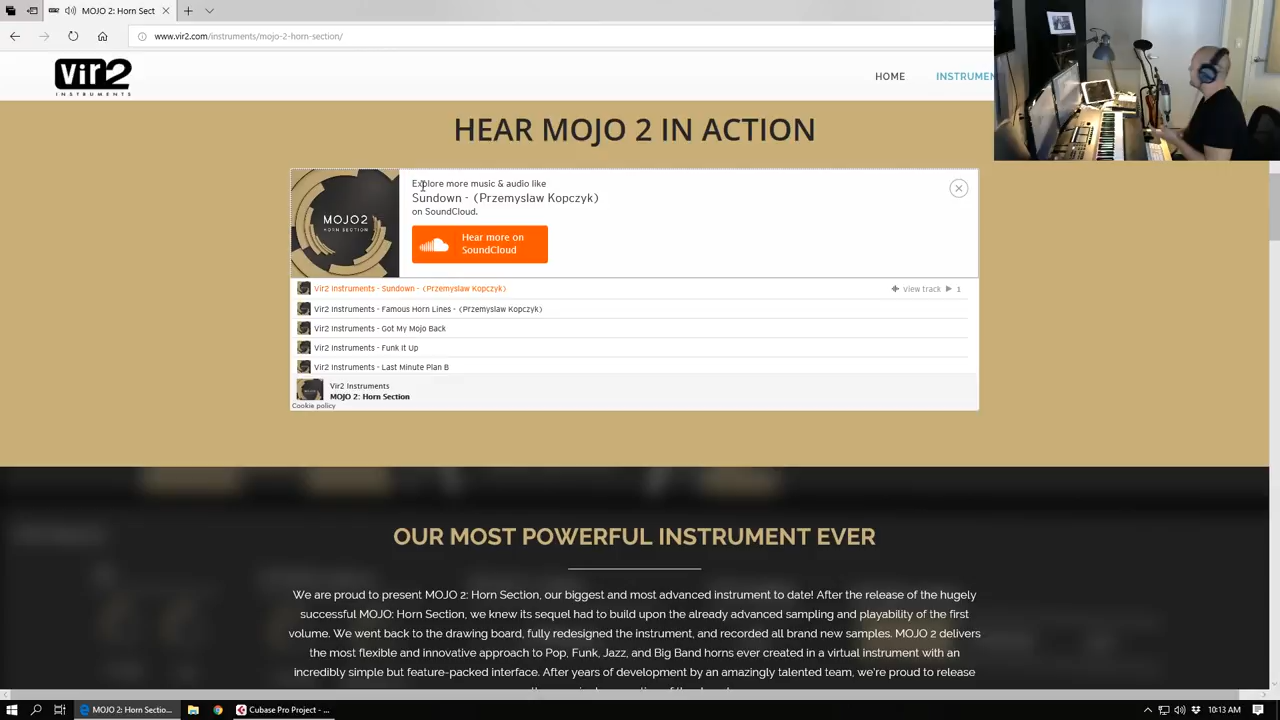 MOJO 2: Horn Sect
www.vir2.com/instruments/mojo-2-horn-section/
Vir2
INSTRUMENTS
HOME
INSTRUMEN
HEAR MOJO 2 IN ACTION
MOJO2
HORN SECTION
Explore more music & audio like
Sundown - (Przemyslaw Kopczyk)
on SoundCloud.
Hear more on
SoundCloud
Vir2 Instruments - Sundown - (Przemyslaw Kopczyk)
View track
1
Vir2 Instruments - Famous Horn Lines - (Przemyslaw Kopczyk)
Vir2 Instruments - Got My Mojo Back
Vir2 Instruments - Funk It Up
Vir2 Instruments - Last Minute Plan B
Vir2 Instruments
MOJO 2: Horn Section
Cookie policy
OUR MOST POWERFUL INSTRUMENT EVER
We are proud to present MOJO 2: Horn Section, our biggest and most advanced instrument to date! After the release of the hugely
successful MOJO: Horn Section, we knew its sequel had to build upon the already advanced sampling and playability of the first
volume. We went back to the drawing board, fully redesigned the instrument, and recorded all brand new samples. MOJO 2 delivers
the most flexible and innovative approach to Pop, Funk, Jazz, and Big Band horns ever created in a virtual instrument with an
incredibly simple but feature-packed interface. After years of development by an amazingly talented team, we're proud to release
MOJO 2: Horn Sectio...
Cubase Pro Project - ...
10:13 AM